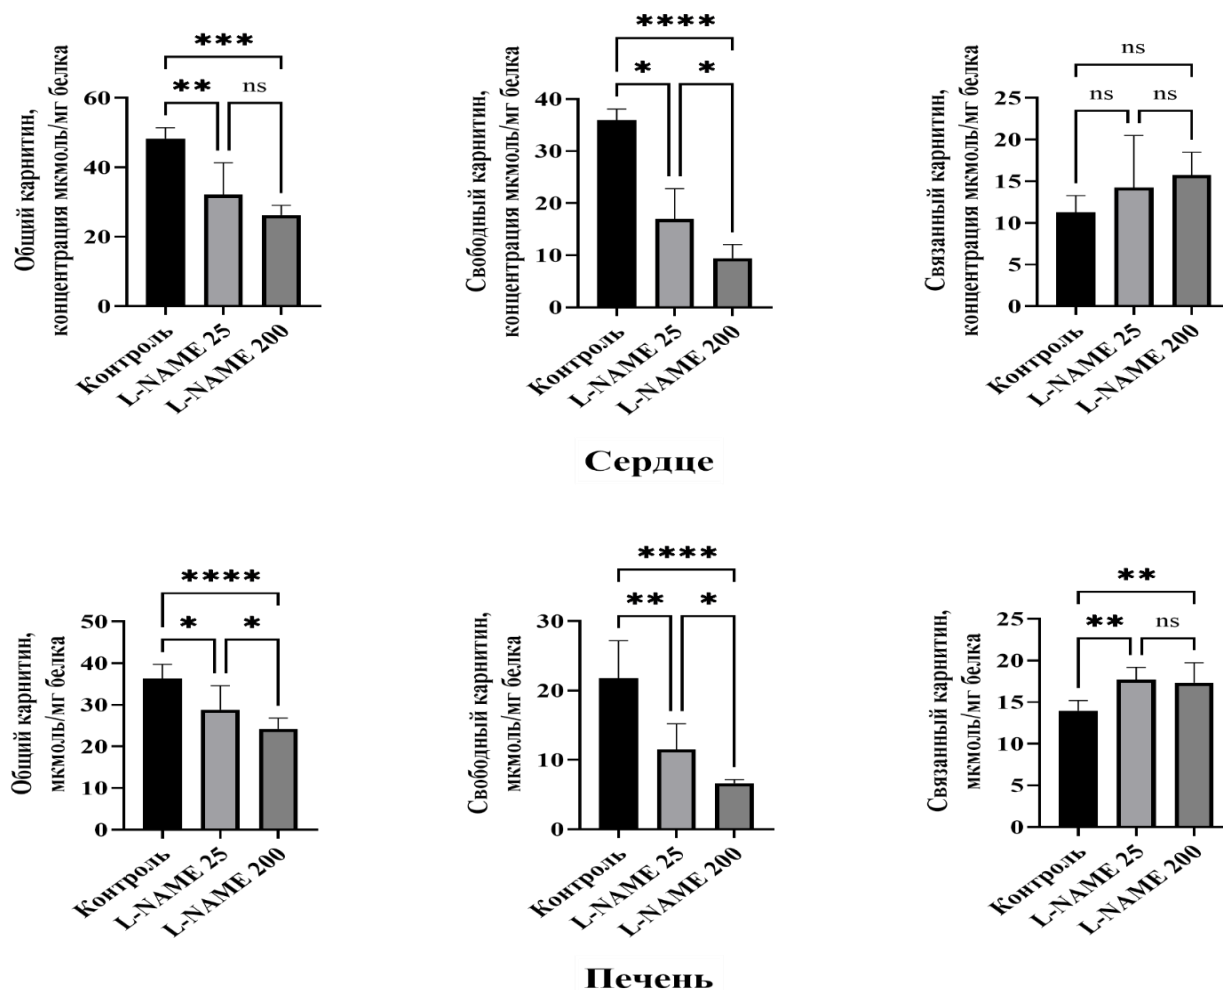 Общий карнитин,
концентрация мкмоль/мг белка
***
** ns
60
40
20
0
Контроль
L-NAME 25
L-NAME 200
Свободный карнитин,
концентрация мкмоль/мг белка
****
* *
40
30
20
10
0
Контроль
L-NAME 25
L-NAME 200
Связанный карнитин,
концентрация мкмоль/мг белка
ns
ns ns
25
20
15
10
5
0
Контроль
L-NAME 25
L-NAME 200
Сердце
Общий карнитин,
мкмоль/мг белка
****
* *
50
40
30
20
10
0
Контроль
L-NAME 25
L-NAME 200
Свободный карнитин,
мкмоль/мг белка
****
** *
30
20
10
0
Контроль
L-NAME 25
L-NAME 200
Связанный карнитин,
мкмоль/мг белка
**
** ns
25
20
15
10
5
0
Контроль
L-NAME 25
L-NAME 200
Печень